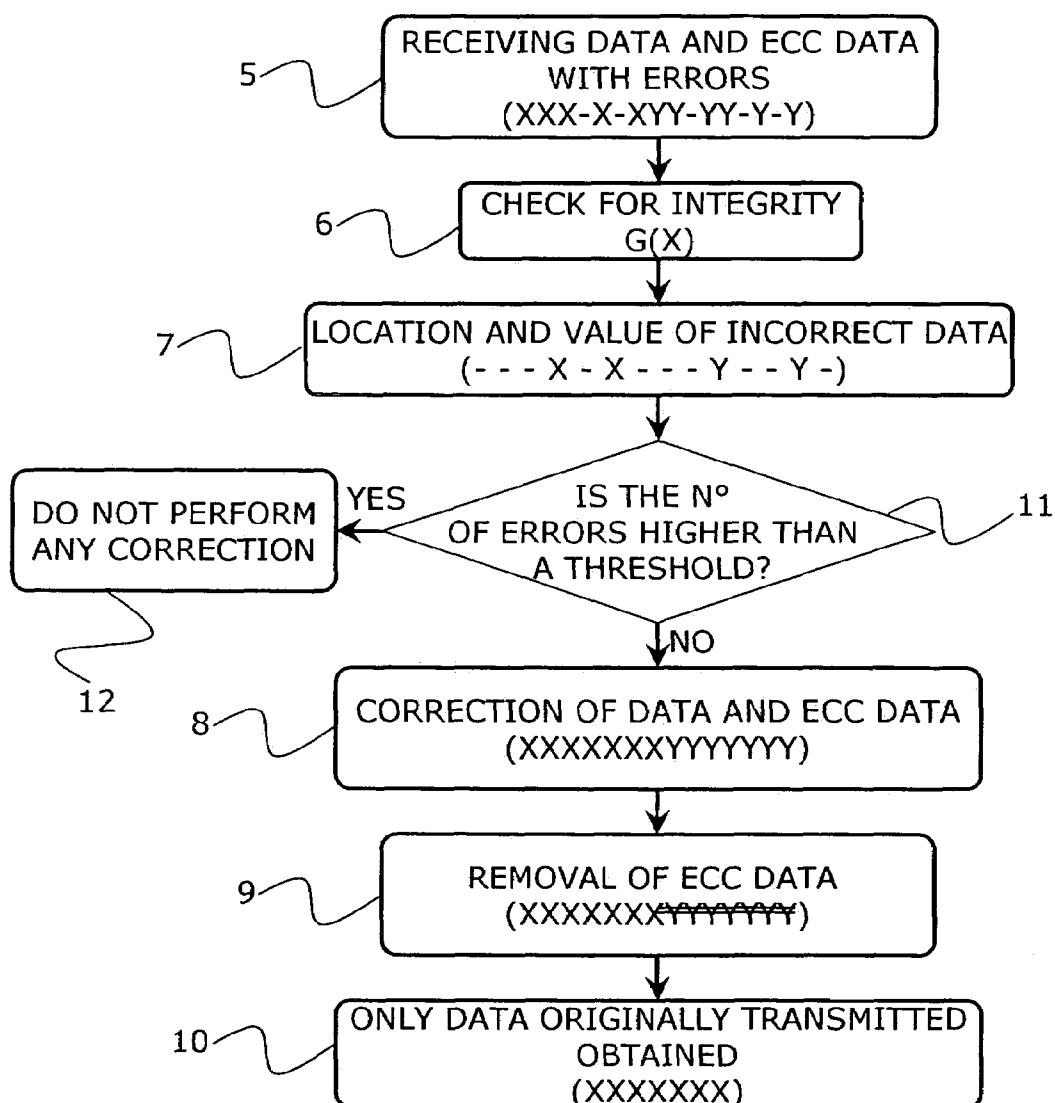 5
RECEIVING DATA AND ECC DATA
WITH ERRORS
(XXX-X-XYY-YY-Y-Y)
6
CHECK FOR INTEGRITY
G(X)
7
LOCATION AND VALUE OF INCORRECT DATA
(- - - X - X - - - Y - - Y -)
DO NOT PERFORM
ANY CORRECTION
12
YES
IS THE Nº
OF ERRORS HIGHER THAN
A THRESHOLD?
11
NO
8
CORRECTION OF DATA AND ECC DATA
(XXXXXXXYYYYYYY)
9
REMOVAL OF ECC DATA
(XXXXXXXYYYYYYY)
10
ONLY DATA ORIGINALLY TRANSMITTED
OBTAINED
(XXXXXXX)